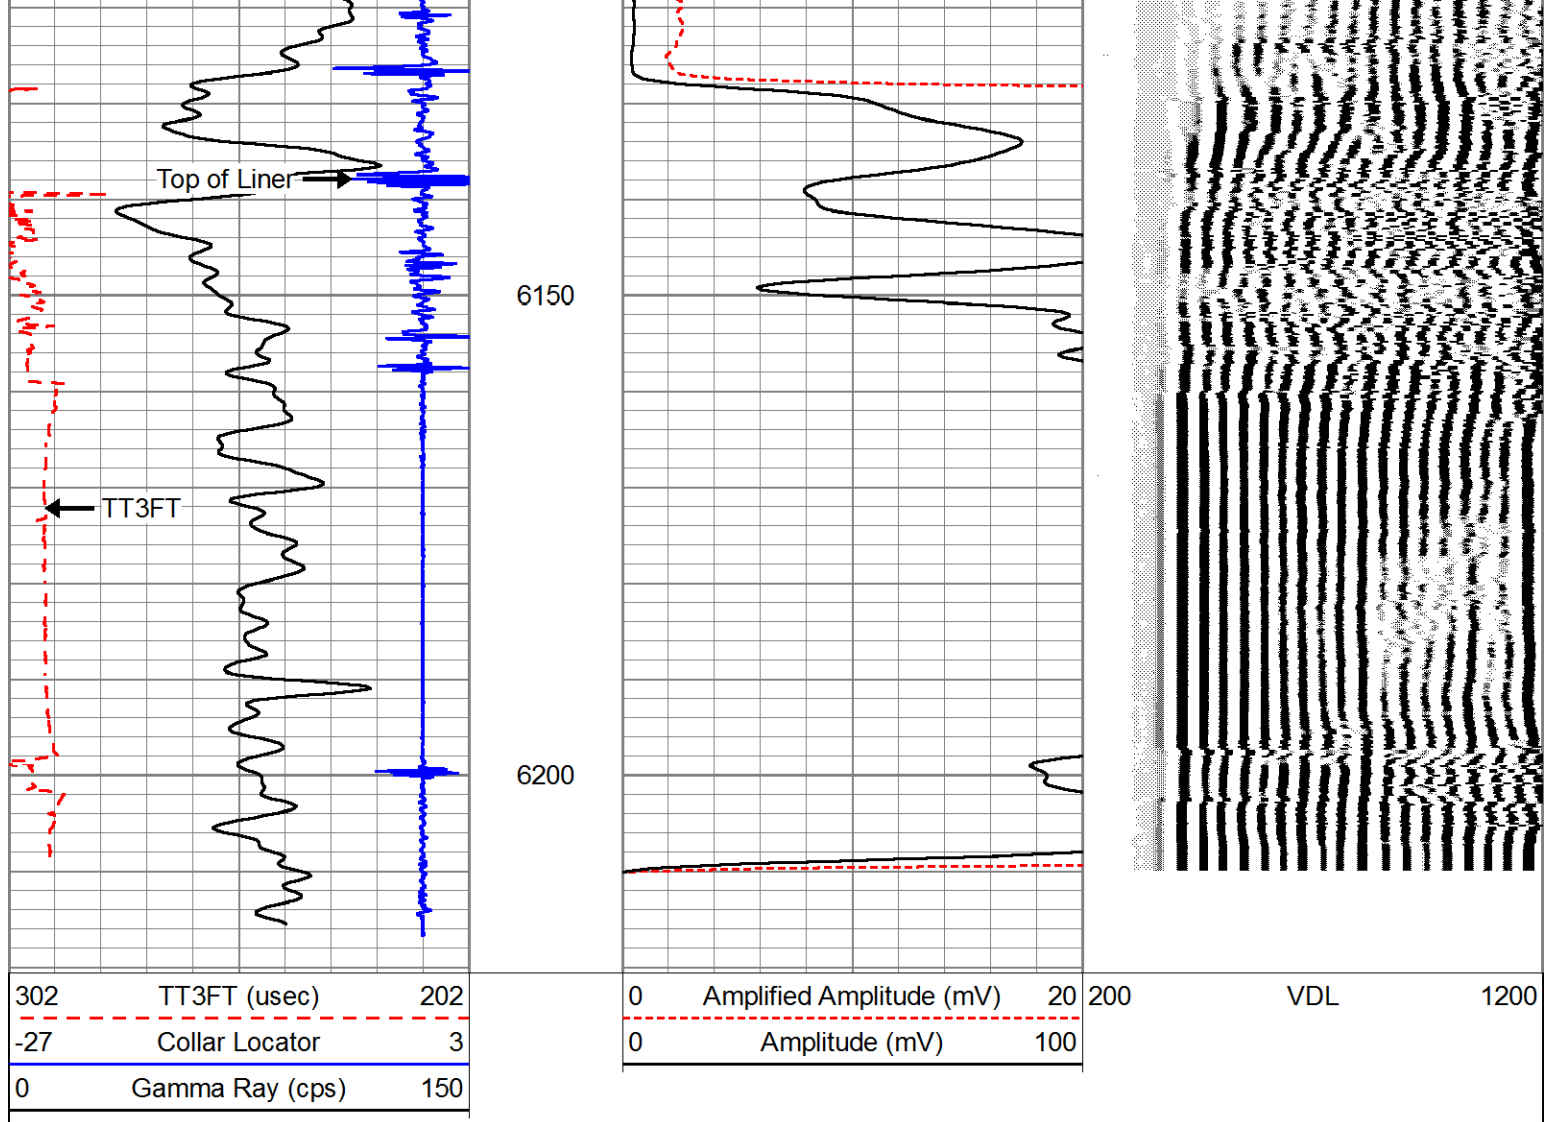 Top of Liner
6150
TT3FT
6200
302 TT3FT (usec) 202
0 Amplified Amplitude (mV) 20
200 VDL 1200
-27 Collar Locator 3
0 Amplitude (mV) 100
0 Gamma Ray (cps) 150